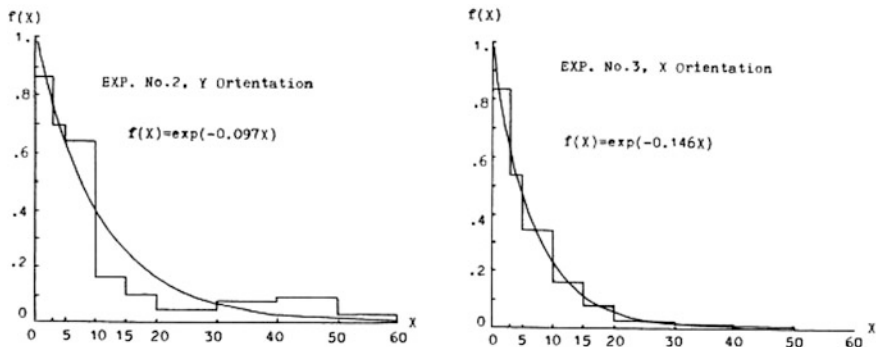 f(X)
1.
.8
.6
.4
.2
0
EXP. No.2, Y Ortentation
f(X)=exp(-0.097X)
0 5 10 15 20 30 40 50 60
X
f(X)
1.
.8
.6
.4
.2
0
EXP. No.3, X Orientation
f(X)=exp(-0.146X)
0 5 10 15 20 30 40 50 60
X